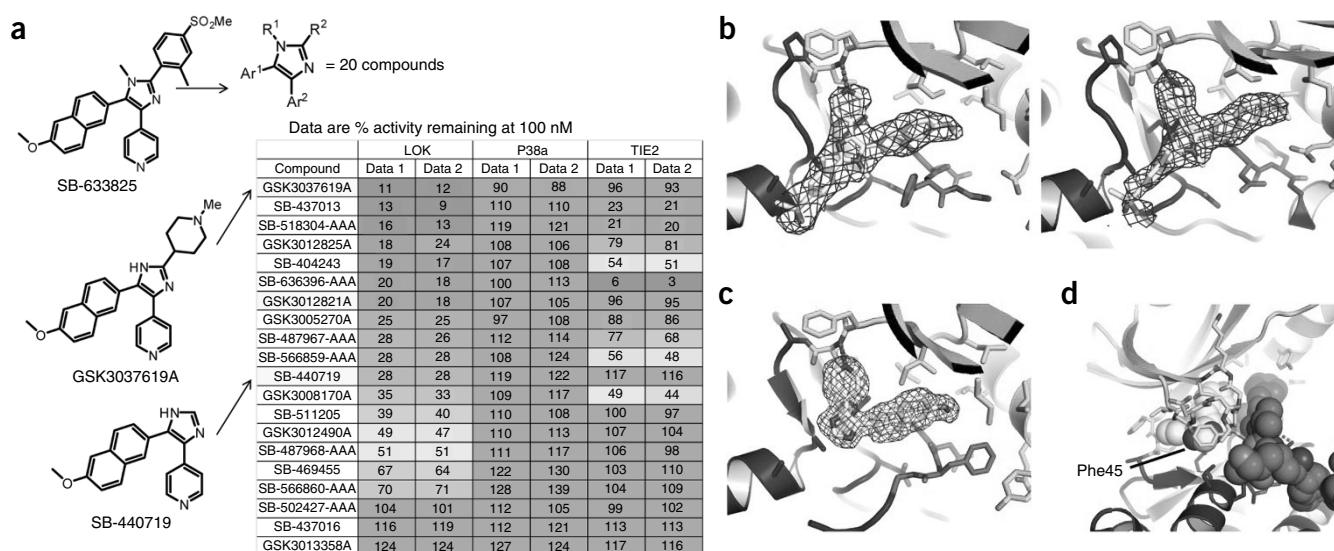 a
SO₂Me
N
N
O
N
SB-633825
R¹
R²
N
N
Ar¹
Ar²
= 20 compounds
Data are % activity remaining at 100 nM
LOK P38a TIE2
Compound Data 1 Data 2 Data 1 Data 2 Data 1 Data 2
GSK3037619A 11 12 90 88 96 93
SB-437013 13 9 110 110 23 21
SB-518304-AAA 16 13 119 121 21 20
GSK3012825A 18 24 108 106 79 81
SB-404243 19 17 107 108 54 51
SB-636396-AAA 20 18 100 113 6 3
GSK3012821A 20 18 107 105 96 95
GSK3005270A 25 25 97 108 88 86
SB-487967-AAA 28 26 112 114 77 68
SB-566859-AAA 28 28 108 124 56 48
SB-440719 28 28 119 122 117 116
GSK3008170A 35 33 109 117 49 44
SB-511205 39 40 110 108 100 97
GSK3012490A 49 47 110 113 107 104
SB-487968-AAA 51 51 111 117 106 98
SB-469455 67 64 122 130 103 110
SB-566860-AAA 70 71 128 139 104 109
SB-502427-AAA 104 101 112 105 99 102
SB-437016 116 119 112 121 113 113
GSK3013358A 124 124 127 124 117 116
N
Me
HN
N
O
N
GSK3037619A
HN
N
O
N
SB-440719
b
c
d
Phe45